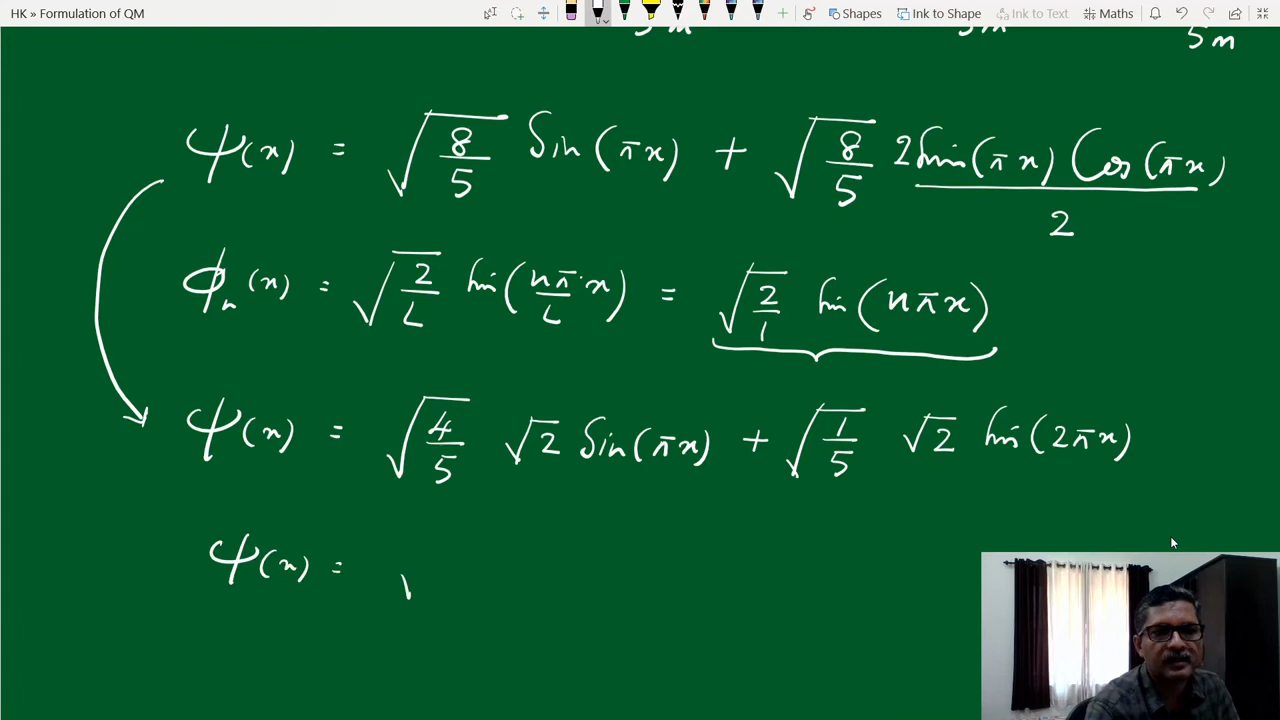 HK » Formulation of QM
Shapes Ink to Shape Ink to Text Maths
5m
ψ(x) = √(8/5) Sin(πx) + √(8/5) 2Sin(πx) Cos(πx) / 2
ϕₙ(x) = √(2/L) Sin(nπx/L) = √(2/1) Sin(nπx)
ψ(x) = √(4/5) √2 Sin(πx) + √(1/5) √2 Sin(2πx)
ψ(x) =